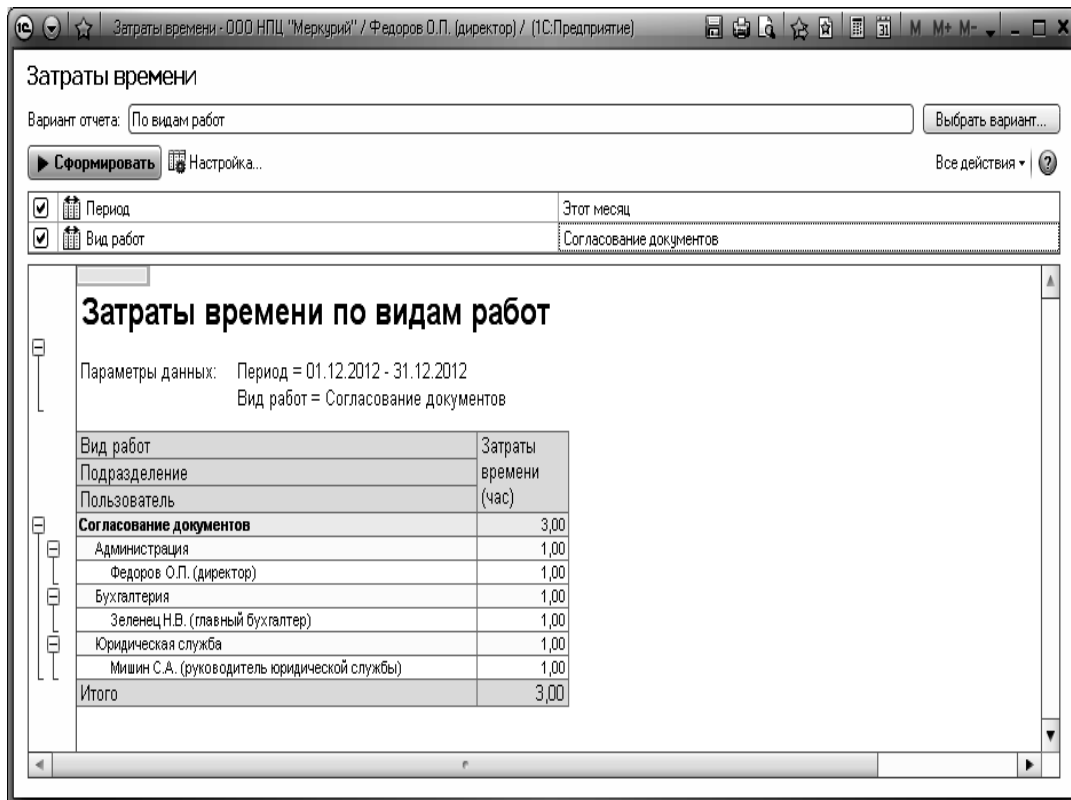 1С Затраты времени - ООО НПЦ "Меркурий" / Федоров О.П. (директор) / (1С:Предприятие) 31 M M+ M-
Затраты времени
Вариант отчета: По видам работ Выбрать вариант...
Сформировать Настройка... Все действия ?
Период Этот месяц
Вид работ Согласование документов
Затраты времени по видам работ
Параметры данных: Период = 01.12.2012 - 31.12.2012
Вид работ = Согласование документов
Вид работ Затраты
Подразделение времени
Пользователь (час)
Согласование документов 3,00
Администрация 1,00
Федоров О.П. (директор) 1,00
Бухгалтерия 1,00
Зеленец Н.В. (главный бухгалтер) 1,00
Юридическая служба 1,00
Мишин С.А. (руководитель юридической службы) 1,00
Итого 3,00